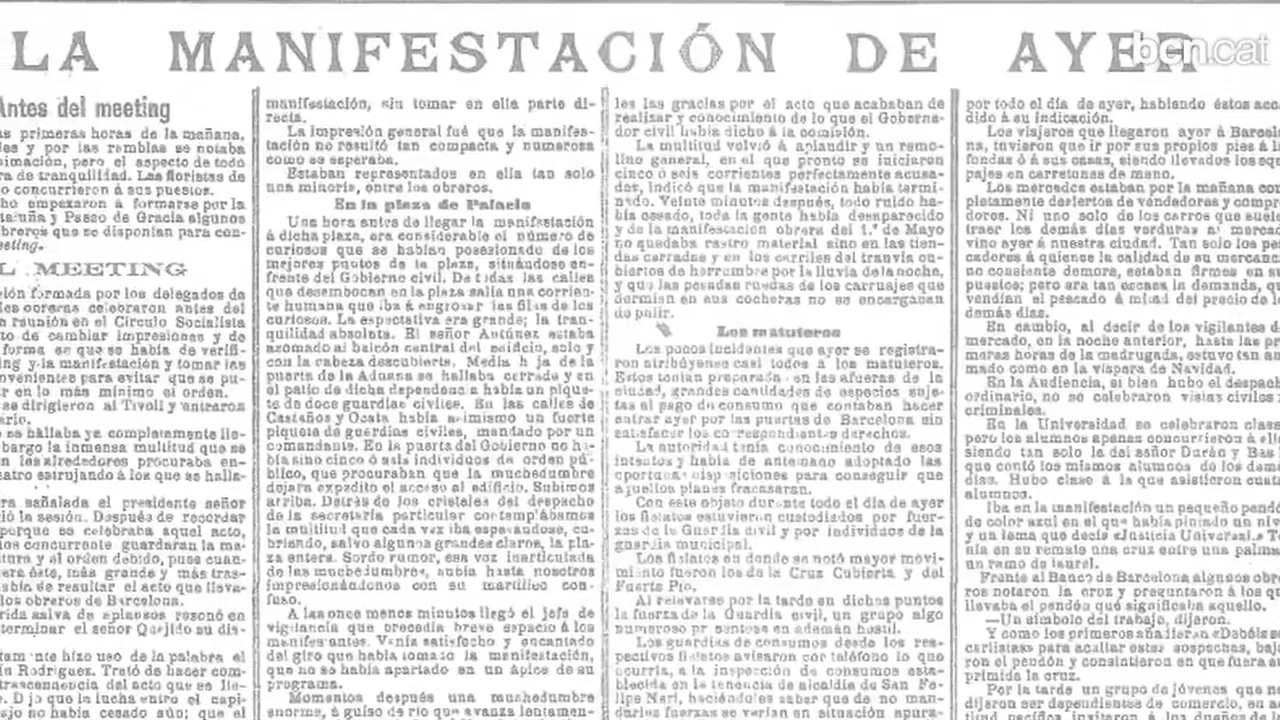 LA MANIFESTACIÓN DE AYER
bcn.cat
Antes del meeting
as primeras horas de la mañana,
es y por las ramblas se notaba
nimación, pero el aspecto de todo
ra de tranquilidad. Las floristas de
o concurrieron á sus puestos.
ho empezaron á formarse por la
taluña y Paseo de Gracia algunos
breros que se disponían para con-
eeting.
L MEETING
ión formada por los delegados de
es obreras celebraron antes del
a reunión en el Círculo Socialista
to de cambiar impresiones y de
forma en que se había de verifi-
ing y la manifestación y tomar las
nvenientes para evitar que se pu-
ar en lo más mínimo el orden.
se dirigieron al Tívoli y entraron
ario.
se hallaba ya completamente lle-
bargo la inmensa multitud que se
n los alrededores procuraba en-
eatro estrujando á los que se halla-
ra señalada el presidente señor
rió la sesión. Después de recordar
porque se celebraba aquel acto,
los concurrente guardaran la ma-
tura y el orden debido, pues cuan-
era éste, más grande y más tras-
abía de resultar el acto que lleva-
los obreros de Barcelona.
rida salva de aplausos resonó en
terminar el señor Quejido su dis-
tamente hizo uso de la palabra el
n Rodríguez. Trató de hacer com-
trascendencia del acto que se lle-
. Dijo que la lucha entre el capi-
ajo no había cesado aún; que el
manifestación, sin tomar en ella parte di-
recta.
La impresión general fué que la manifes-
tación no resultó tan compacta y numerosa
como se esperaba.
Estaban representados en ella tan solo
una minoría, entre los obreros.
En la plaza de Palacio
Una hora antes de llegar la manifestación
á dicha plaza, era considerable el número de
curiosos que se habían posesionado de los
mejores puntos de la plaza, situándose en-
frente del Gobierno civil. De todas las calles
que desembocan en la plaza salía una corrien-
te humana que iba á engrosar las filas de los
curiosos. La espectativa era grande; la tran-
quilidad absoluta. El señor Antúnez estaba
asomado al balcón central del edificio, solo y
con la cabeza descubierta. Media hoja de la
puerta de la Aduana se hallaba cerrada y en
el patio de dicha dependencia había un pique-
te de doce guardias civiles. En las calles de
Castaños y Ocata había asimismo un fuerte
piquete de guardias civiles, mandado por un
comandante. En la puerta del Gobierno no ha-
bía sino cinco ó seis individuos de orden pú-
blico, que procuraban que la muchedumbre
dejara expedito el acceso al edificio. Subimos
arriba. Detrás de los cristales del despacho
de la secretaría particular contemplábamos
la multitud que cada vez iba espesándose, cu-
briendo, salvo algunos grandes claros, la pla-
za entera. Sordo rumor, esa voz inarticulada
de las muchedumbres, subía hasta nosotros
impresionándonos con su martilleo con-
fuso.
A las once menos minutos llegó el jefe de
vigilancia que precedía breve espacio á los
manifestantes. Venía satisfecho y encantado
del giro que había tomado la manifestación,
que no se había apartado en un ápice de su
programa.
Momentos después una muchedumbre
enorme, á guisa de río que avanza lentamen-
les las gracias por el acto que acababan de
realizar y conocimiento de lo que el Goberna-
dor civil había dicho á la comisión.
La multitud volvió á aplaudir y un remo-
lino general, en el que pronto se iniciaron
cinco ó seis corrientes perfectamente acusa-
das, indicó que la manifestación había termi-
nado. Veinte minutos después, todo ruido ha-
bía cesado, toda la gente había desaparecido
y de la manifestación obrera del 1.º de Mayo
no quedaba rastro material sino en las tien-
das cerradas y en los carriles del tranvía cu-
biertos de herrumbre por la lluvia de la noche,
y que las pesadas ruedas de los carruajes que
dormían en sus cocheras no se encargaban
de pulir.
Los matuteros
Los pocos incidentes que ayer se registra-
ron atribúyense casi todos á los matuteros.
Estos tenían preparada en las afueras de la
ciudad, grandes cantidades de especies suje-
tas al pago de consumo que contaban hacer
entrar ayer por las puertas de Barcelona sin
satisfacer los correspondientes derechos.
La autoridad tenía conocimiento de esos
intentos y había de antemano adoptado las
oportunas disposiciones para conseguir que
aquellos planes fracasaran.
Con este objeto durante todo el día de ayer
los fielatos estuvieron custodiados por fuer-
zas de la Guardia civil y por individuos de la
guardia municipal.
Los fielatos en donde se notó mayor movi-
miento fueron los de la Cruz Cubierta y del
Fuerte Pío.
Al relevarse por la tarde en dichos puntos
la fuerza de la Guardia civil, un grupo algo
numeroso presentose en ademán hostil.
Los guardias de consumos desde los res-
pectivos fielatos avisaron por teléfono lo que
ocurría, á la inspección de consumos esta-
blecida en la tenencia de alcaldía de San Fe-
lipe Neri, haciéndoles saber que de no man-
darles fuerzas se verían en situación apura-
por todo el día de ayer, habiendo éstos acce
dido á su indicación.
Los viajeros que llegaron ayer á Barcelo
na, tuvieron que ir por sus propios pies á l
fondas ó á sus casas, siendo llevados los equ
pajes en carretones de mano.
Los mercados estaban por la mañana com
pletamente desiertos de vendedoras y compra
dores. Ni uno solo de los carros que suele
traer los demás días verduras al mercad
vino ayer á nuestra ciudad. Tan solo los pe
cadores á quienes la calidad de su mercanc
no consiente demora, estaban firmes en su
puestos; pero era tan escasa la demanda, qu
vendían el pescado á mitad del precio de l
demás días.
En cambio, al decir de los vigilantes d
mercado, en la noche anterior, hasta las pri
meras horas de la madrugada, estuvo tan an
mado como en la víspera de Navidad.
En la Audiencia, si bien hubo el despach
ordinario, no se celebraron vistas civiles
criminales.
En la Universidad se celebraron clase
pero los alumnos apenas concurrieron á ell
siendo tan solo la del señor Durán y Bas l
que contó los mismos alumnos de los dem
días. Hubo clase á la que asistieron cuat
alumnos.
Iba en la manifestación un pequeño pend
de color azul en el que había pintado un niv
y un lema que decía «Justicia Universal.» Te
nía en su remate una cruz entre una palma
un ramo de laurel.
Frente al Banco de Barcelona algunos obre
ros notaron la cruz y preguntaron á los qu
llevaba el pendón qué significaba aquello.
—Un símbolo del trabajo, dijeron.
Y como los primeros añadieran
carlistas» para acallar estas sospechas, baja
ron el pendón y consintieron en que fuera su
primida la cruz.
Por la tarde un grupo de jóvenes que
dijeron ser dependientes de comercio, en